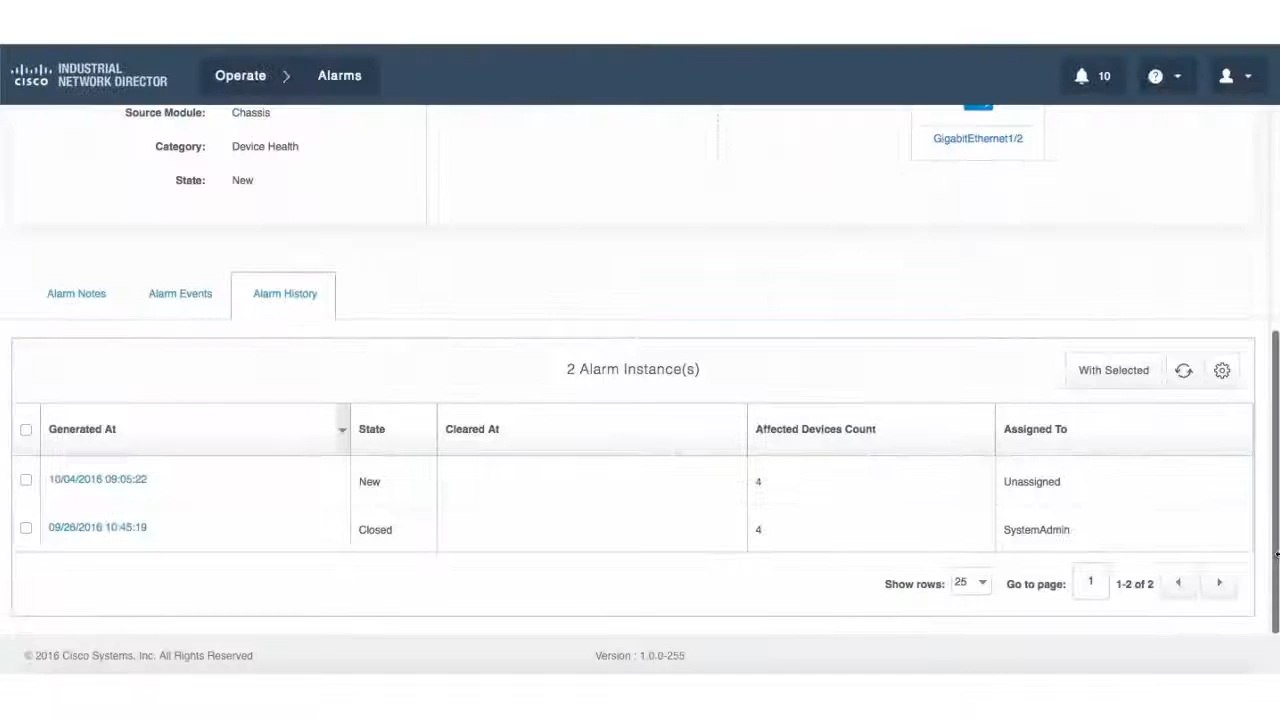 CISCO INDUSTRIAL NETWORK DIRECTOR
Operate > Alarms
10
Source Module: Chassis
GigabitEthernet1/2
Category: Device Health
State: New
Alarm Notes Alarm Events Alarm History
2 Alarm Instance(s)
With Selected
Generated At State Cleared At Affected Devices Count Assigned To
10/04/2016 09:05:22 New 4 Unassigned
09/26/2016 10:45:19 Closed 4 SystemAdmin
Show rows: 25 Go to page: 1 1-2 of 2
© 2016 Cisco Systems, Inc. All Rights Reserved Version : 1.0.0-255